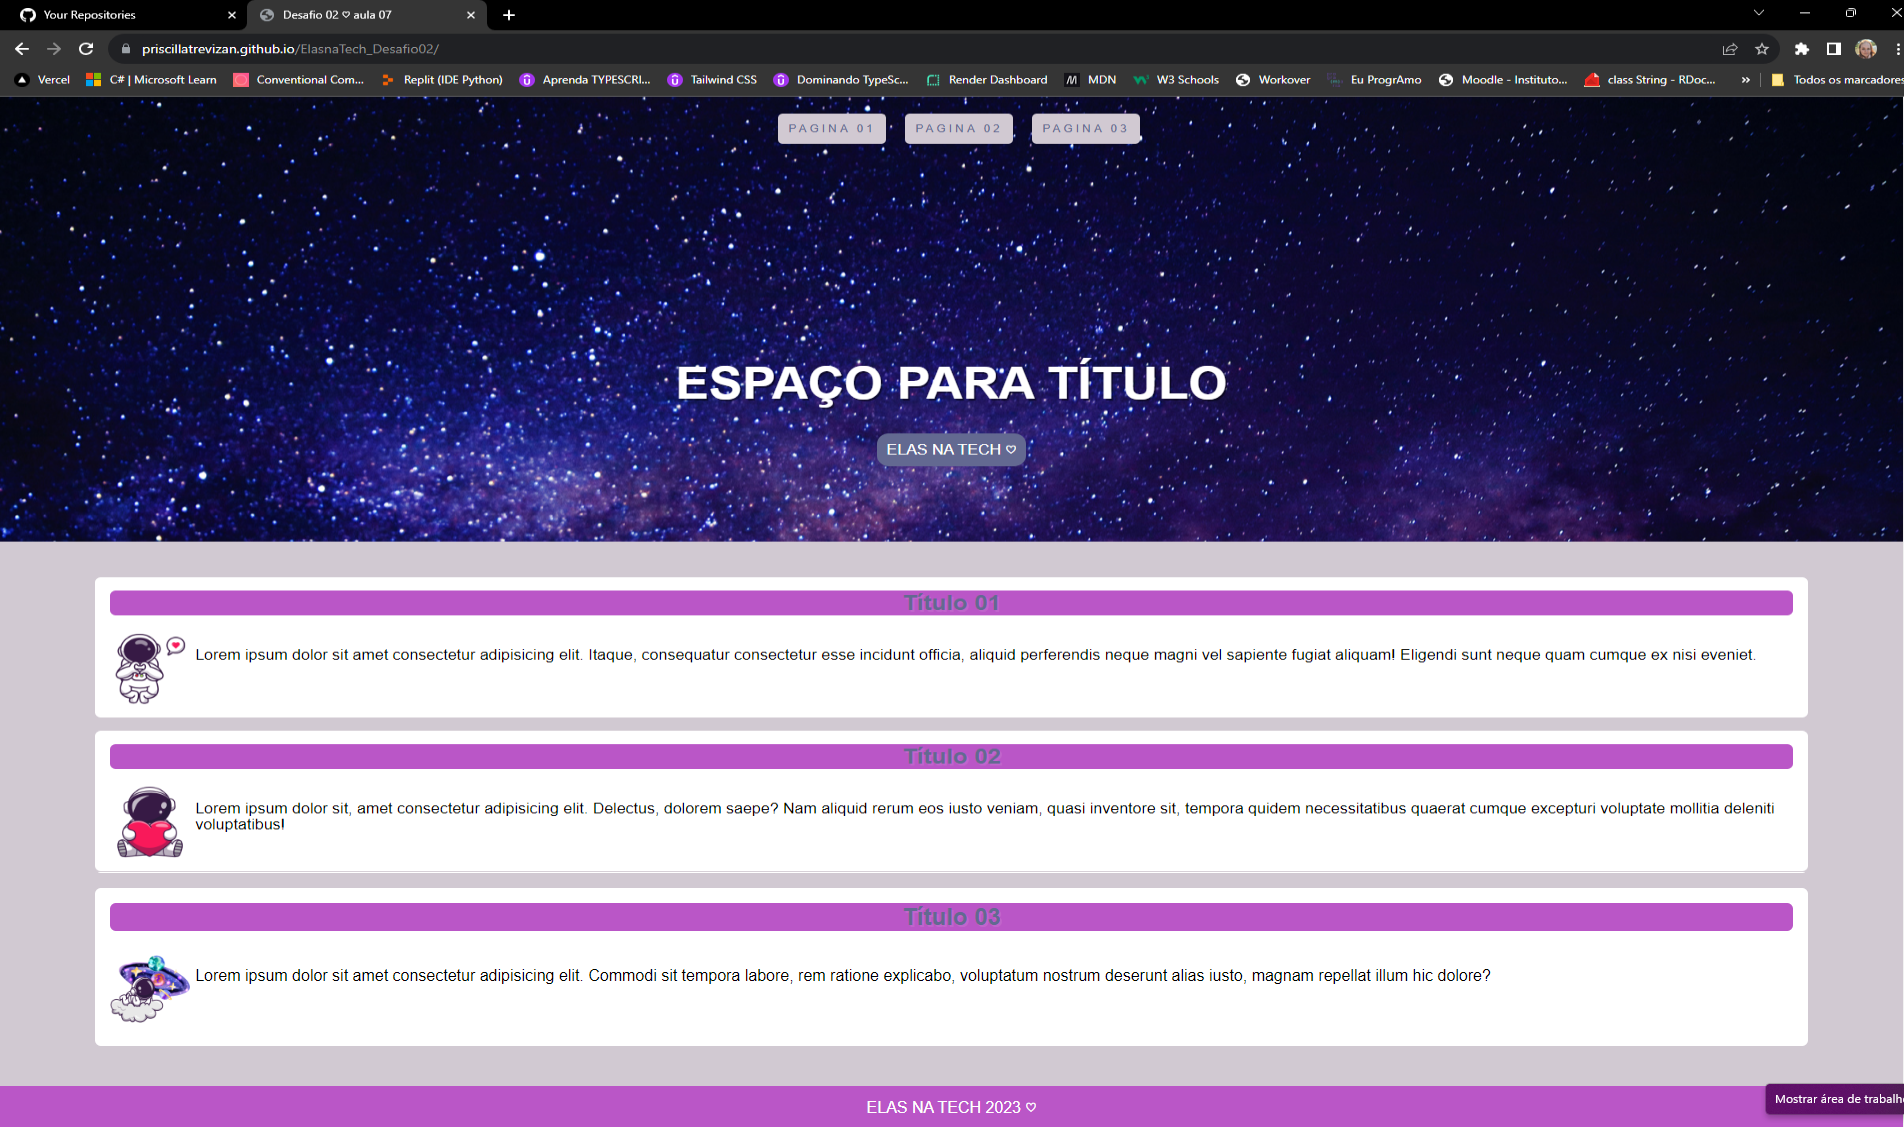 Your Repositories
Desafio 02 ♡ aula 07
priscillatrevizan.github.io/ElasnaTech_Desafio02/
Vercel
C# | Microsoft Learn
Conventional Com...
Replit (IDE Python)
Aprenda TYPESCRI...
Tailwind CSS
Dominando TypeSc...
Render Dashboard
MDN
W3 Schools
Workover
Eu ProgrAmo
Moodle - Instituto...
class String - RDoc...
»
Todos os marcadores
PAGINA 01
PAGINA 02
PAGINA 03
ESPAÇO PARA TÍTULO
ELAS NA TECH ♡
Título 01
Lorem ipsum dolor sit amet consectetur adipisicing elit. Itaque, consequatur consectetur esse incidunt officia, aliquid perferendis neque magni vel sapiente fugiat aliquam! Eligendi sunt neque quam cumque ex nisi eveniet.
Título 02
Lorem ipsum dolor sit, amet consectetur adipisicing elit. Delectus, dolorem saepe? Nam aliquid rerum eos iusto veniam, quasi inventore sit, tempora quidem necessitatibus quaerat cumque excepturi voluptate mollitia deleniti
voluptatibus!
Título 03
Lorem ipsum dolor sit amet consectetur adipisicing elit. Commodi sit tempora labore, rem ratione explicabo, voluptatum nostrum deserunt alias iusto, magnam repellat illum hic dolore?
ELAS NA TECH 2023 ♡
Mostrar área de trabalho